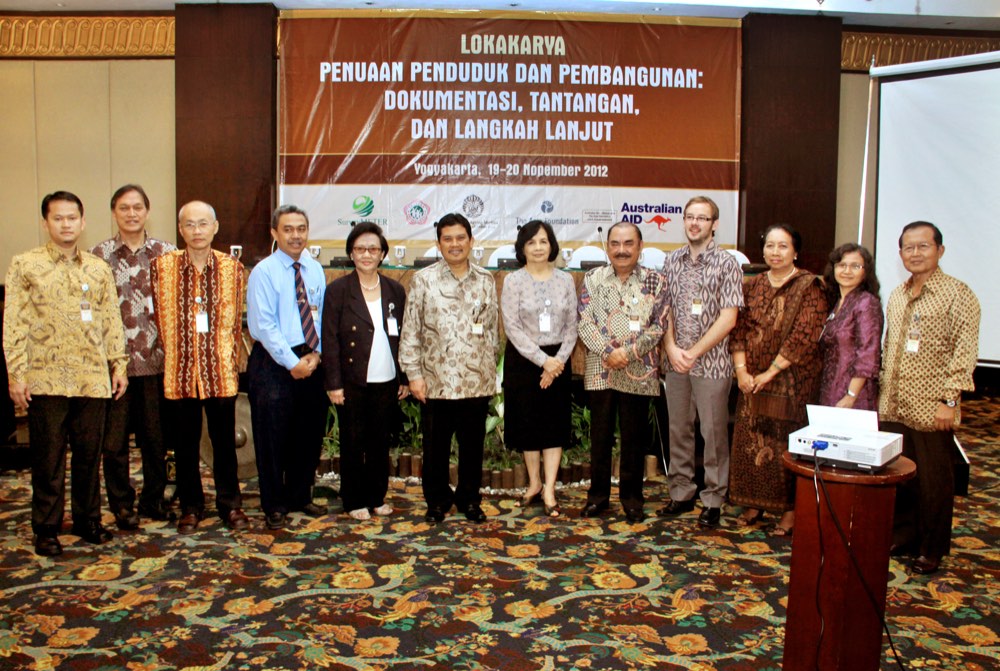 LOKAKARYA
PENUAAN PENDUDUK DAN PEMBANGUNAN:
DOKUMENTASI, TANTANGAN,
DAN LANGKAH LANJUT
Yogyakarta, 19-20 Nopember 2012
Australian
AID